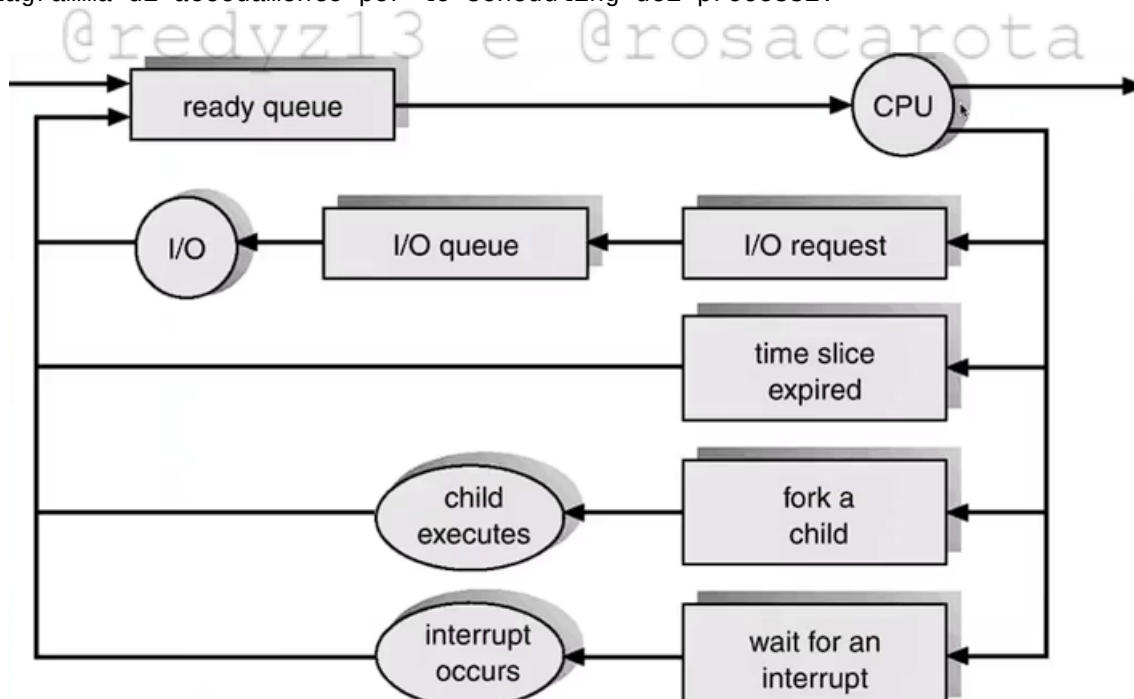 @redyz13 e @rosacarota
ready queue
CPU
I/O
I/O queue
I/O request
time slice
expired
child
executes
fork a
child
interrupt
occurs
wait for an
interrupt